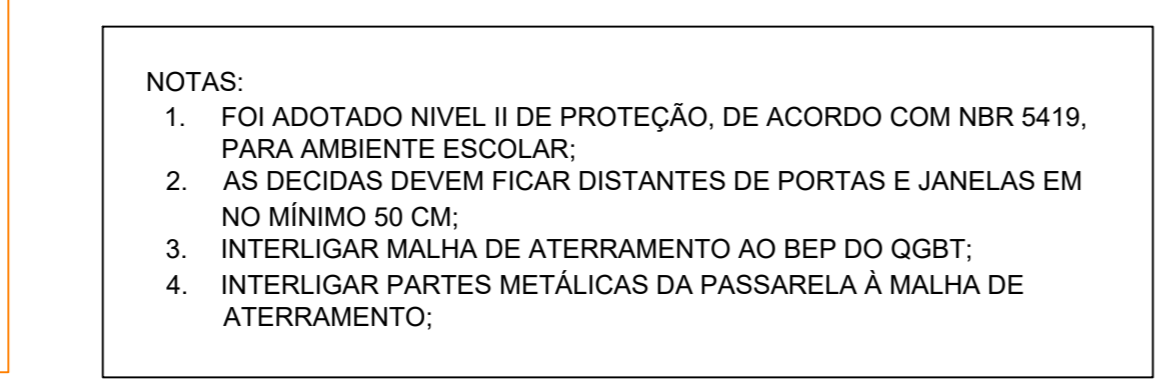 NOTAS:
1. FOI ADOTADO NIVEL II DE PROTEÇÃO, DE ACORDO COM NBR 5419,
PARA AMBIENTE ESCOLAR;
2. AS DECIDAS DEVEM FICAR DISTANTES DE PORTAS E JANELAS EM
NO MÍNIMO 50 CM;
3. INTERLIGAR MALHA DE ATERRAMENTO AO BEP DO QGBT;
4. INTERLIGAR PARTES METÁLICAS DA PASSARELA À MALHA DE
ATERRAMENTO;